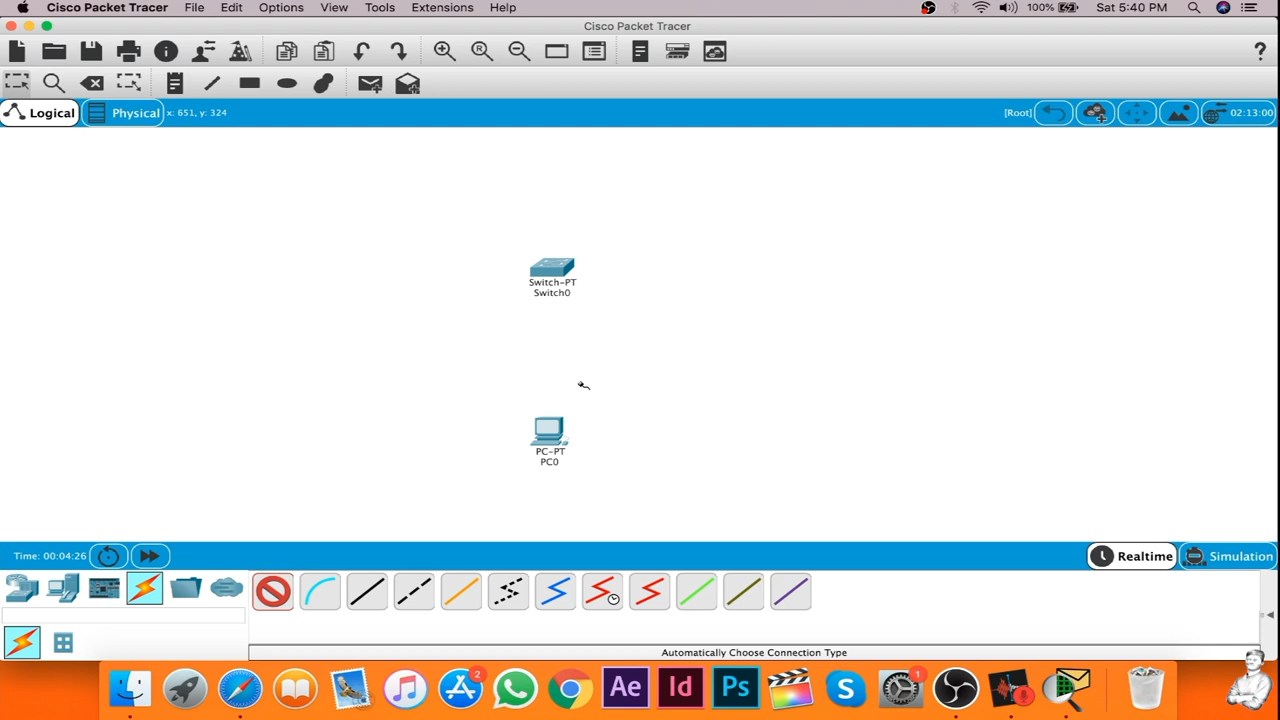 Cisco Packet Tracer File Edit Options View Tools Extensions Help 100% Sat 5:40 PM
Cisco Packet Tracer
R ?
Logical Physical x: 651, y: 324 [Root] 02:13:00
Switch-PT
Switch0
PC-PT
PC0
Time: 00:04:26 Realtime Simulation
Automatically Choose Connection Type
2 Ae Id Ps S 1